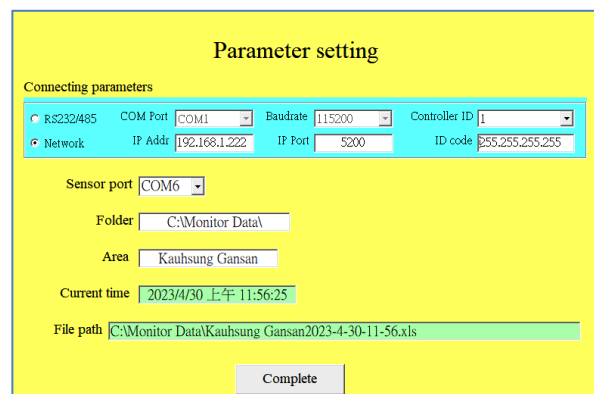 Parameter setting
Connecting parameters
RS232/485 COM Port COM1 Baudrate 115200 Controller ID 1
Network IP Addr 192.168.1.222 IP Port 5200 ID code 255.255.255.255
Sensor port COM6
Folder C:\Monitor Data\
Area Kauhsung Gansan
Current time 2023/4/30 上午 11:56:25
File path C:\Monitor Data\Kauhsung Gansan2023-4-30-11-56.xls
Complete